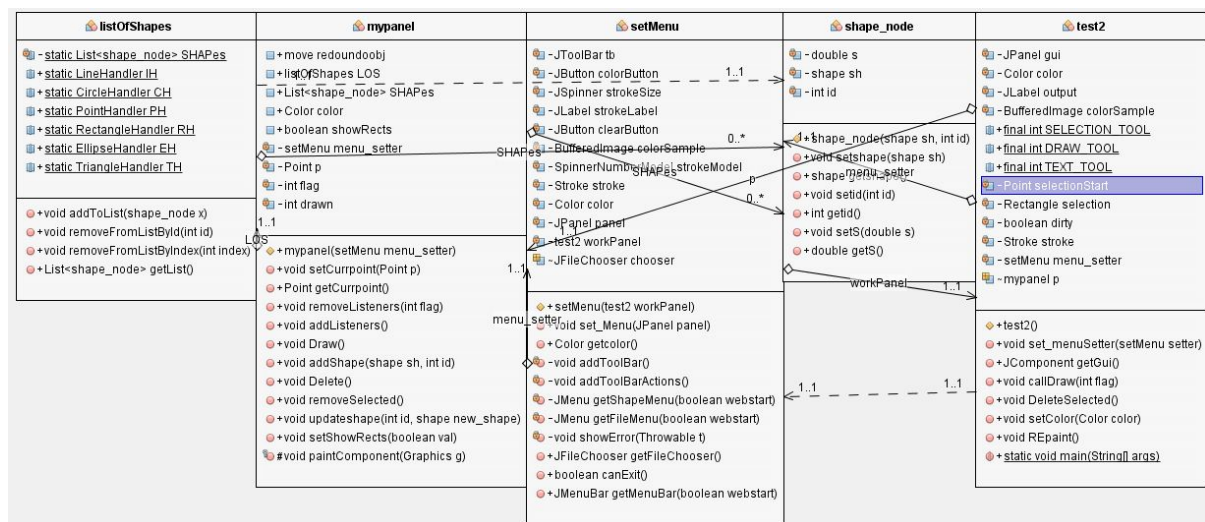 listOfShapes
- static List<shape_node> SHAPes
+ static LineHandler lH
+ static CircleHandler CH
+ static PointHandler PH
+ static RectangleHandler RH
+ static EllipseHandler EH
+ static TriangleHandler TH
+ void addToList(shape_node x)
+ void removeFromListById(int id)
+ void removeFromListByIndex(int index)
+ List<shape_node> getList()
mypanel
+ move redoundoobj
+ listOfShapes LOS
+ List<shape_node> SHAPes
+ Color color
+ boolean showRects
- setMenu menu_setter
- Point p
- int flag
- int drawn
+ mypanel(setMenu menu_setter)
+ void setCurrpoint(Point p)
+ Point getCurrpoint()
+ void removeListeners(int flag)
+ void addListeners()
+ void Draw()
+ void addShape(shape sh, int id)
+ void Delete()
+ void removeSelected()
+ void updateshape(int id, shape new_shape)
+ void setShowRects(boolean val)
# void paintComponent(Graphics g)
setMenu
- JToolBar tb
- JButton colorButton
- JSpinner strokeSize
- JLabel strokeLabel
- JButton clearButton
- BufferedImage colorSample
- SpinnerNumberModel strokeModel
- Stroke stroke
- Color color
- JPanel panel
- test2 workPanel
- JFileChooser chooser
+ setMenu(test2 workPanel)
+ void set_Menu(JPanel panel)
+ Color getcolor()
- void addToolBar()
- void addToolBarActions()
- JMenu getShapeMenu(boolean webstart)
- JMenu getFileMenu(boolean webstart)
- void showError(Throwable t)
+ JFileChooser getFileChooser()
+ boolean canExit()
+ JMenuBar getMenuBar(boolean webstart)
shape_node
- double s
- shape sh
- int id
+ shape_node(shape sh, int id)
+ void setshape(shape sh)
+ shape
+ void setid(int id)
+ int getid()
+ void setS(double s)
+ double getS()
test2
- JPanel gui
- Color color
- JLabel output
- BufferedImage colorSample
+ final int SELECTION_TOOL
+ final int DRAW_TOOL
+ final int TEXT_TOOL
- Point selectionStart
- Rectangle selection
- boolean dirty
- Stroke stroke
- setMenu menu_setter
- mypanel p
+ test2()
+ void set_menuSetter(setMenu setter)
+ JComponent getGui()
+ void callDraw(int flag)
+ void DeleteSelected()
+ void setColor(Color color)
+ void REpaint()
+ static void main(String[] args)
1..1
SHAPes
0..*
1..1
SHAPes
menu_setter
p
0..*
1..1
LOS
1..1
1..1
workPanel
1..1
menu_setter
1..1
1..1